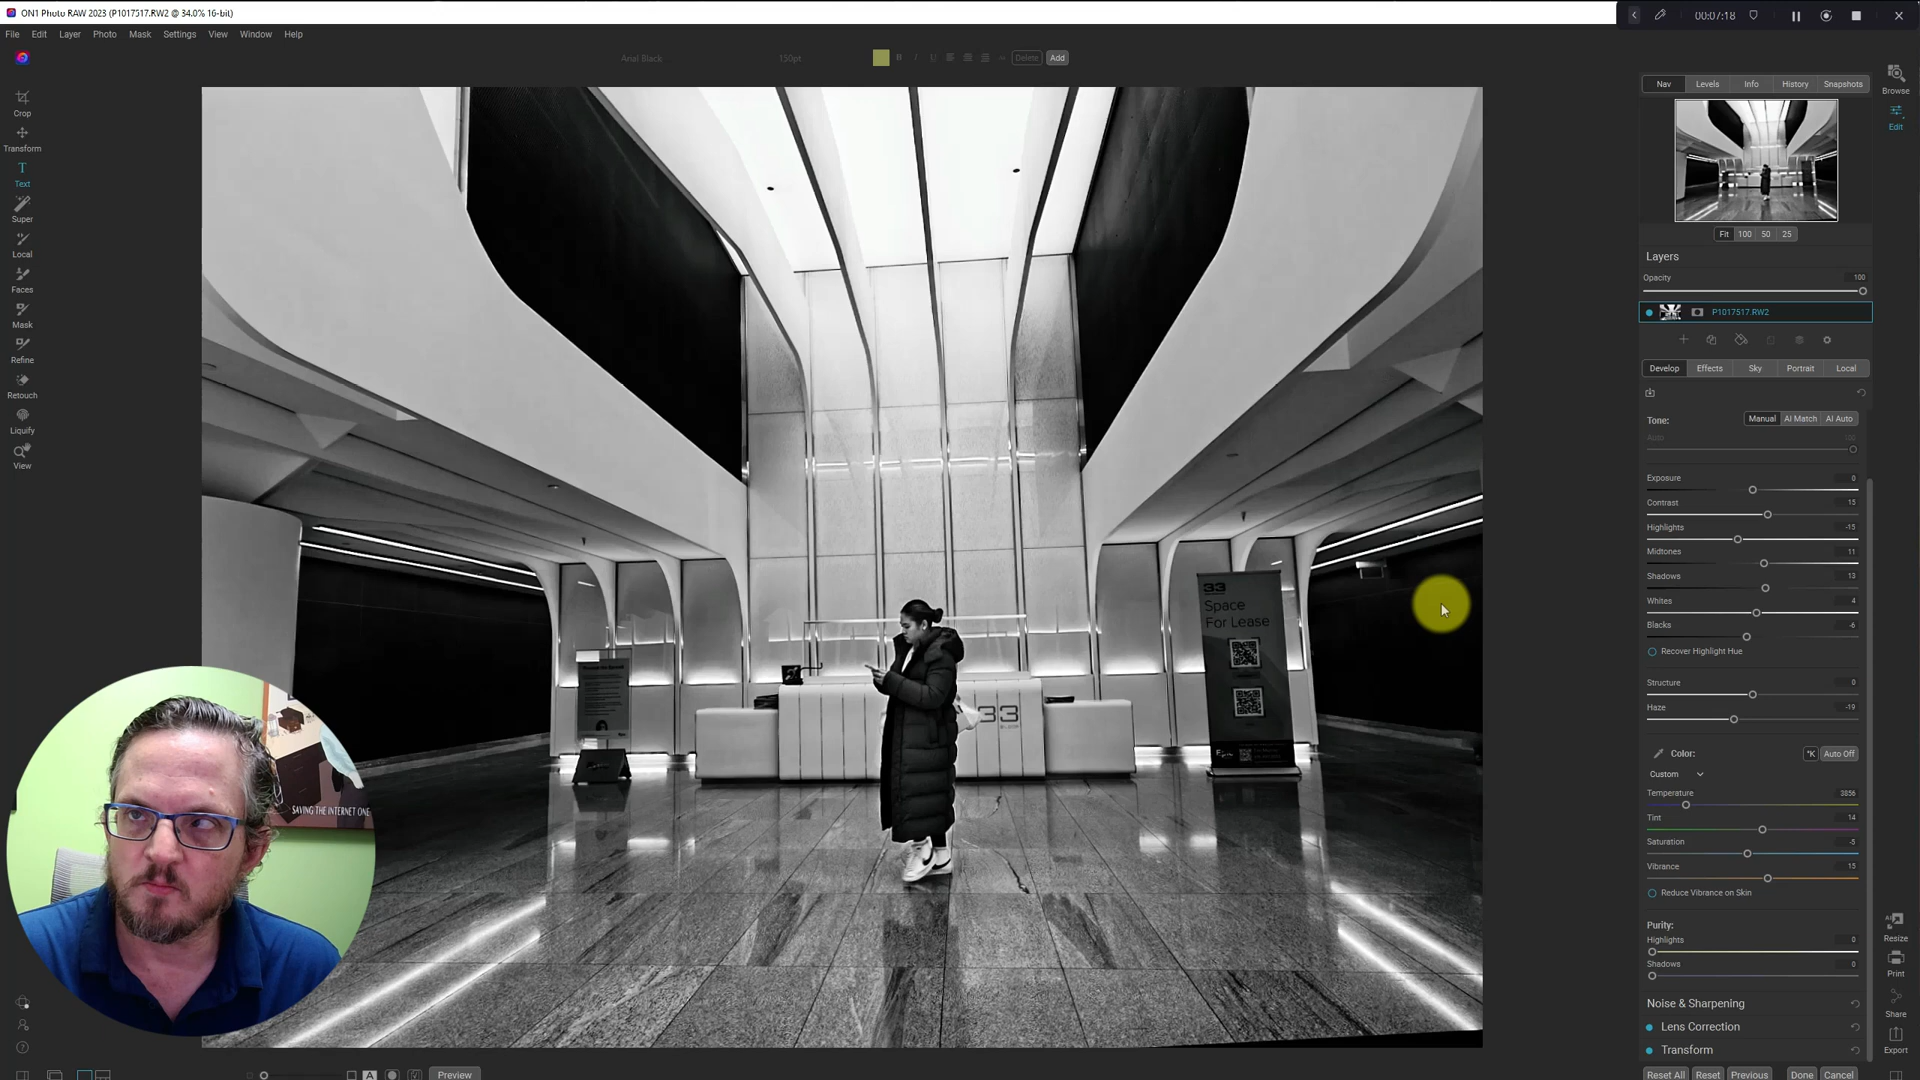 ON1 Photo RAW 2023 (P1017517.RW2 @ 34.0% 16-bit)
00:07:18
File Edit Layer Photo Mask Settings View Window Help
Arial Black 150pt. B I U Delete Add
Crop
Transform
Text
Super
Local
Faces
Mask
Refine
Retouch
Liquify
View
Nav Levels Info History Snapshots
Browse
Edit
Fit 100 50 25
Layers
Opacity 100
P1017517.RW2
Develop Effects Sky Portrait Local
Tone: Manual AI Match AI Auto
Auto 100
Exposure 0
Contrast 15
Highlights -15
Midtones 11
Shadows 13
Whites 4
Blacks -6
Recover Highlight Hue
Structure 0
Haze -19
Color: °K Auto Off
Custom
Temperature 3856
Tint 14
Saturation -5
Vibrance 15
Reduce Vibrance on Skin
Purity:
Highlights 0
Shadows 0
Noise & Sharpening
Lens Correction
Transform
Reset All Reset Previous Done Cancel
Resize
Print
Share
Export
33
Space
For Lease
33
SAVING THE INTERNET ONE
A Preview